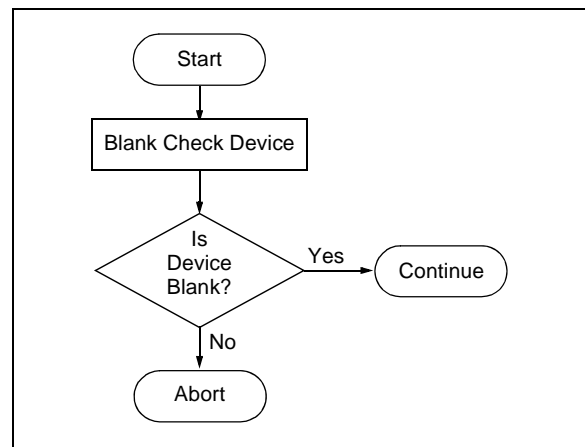 Start
Blank Check Device
Is
Device
Blank?
Yes
Continue
No
Abort